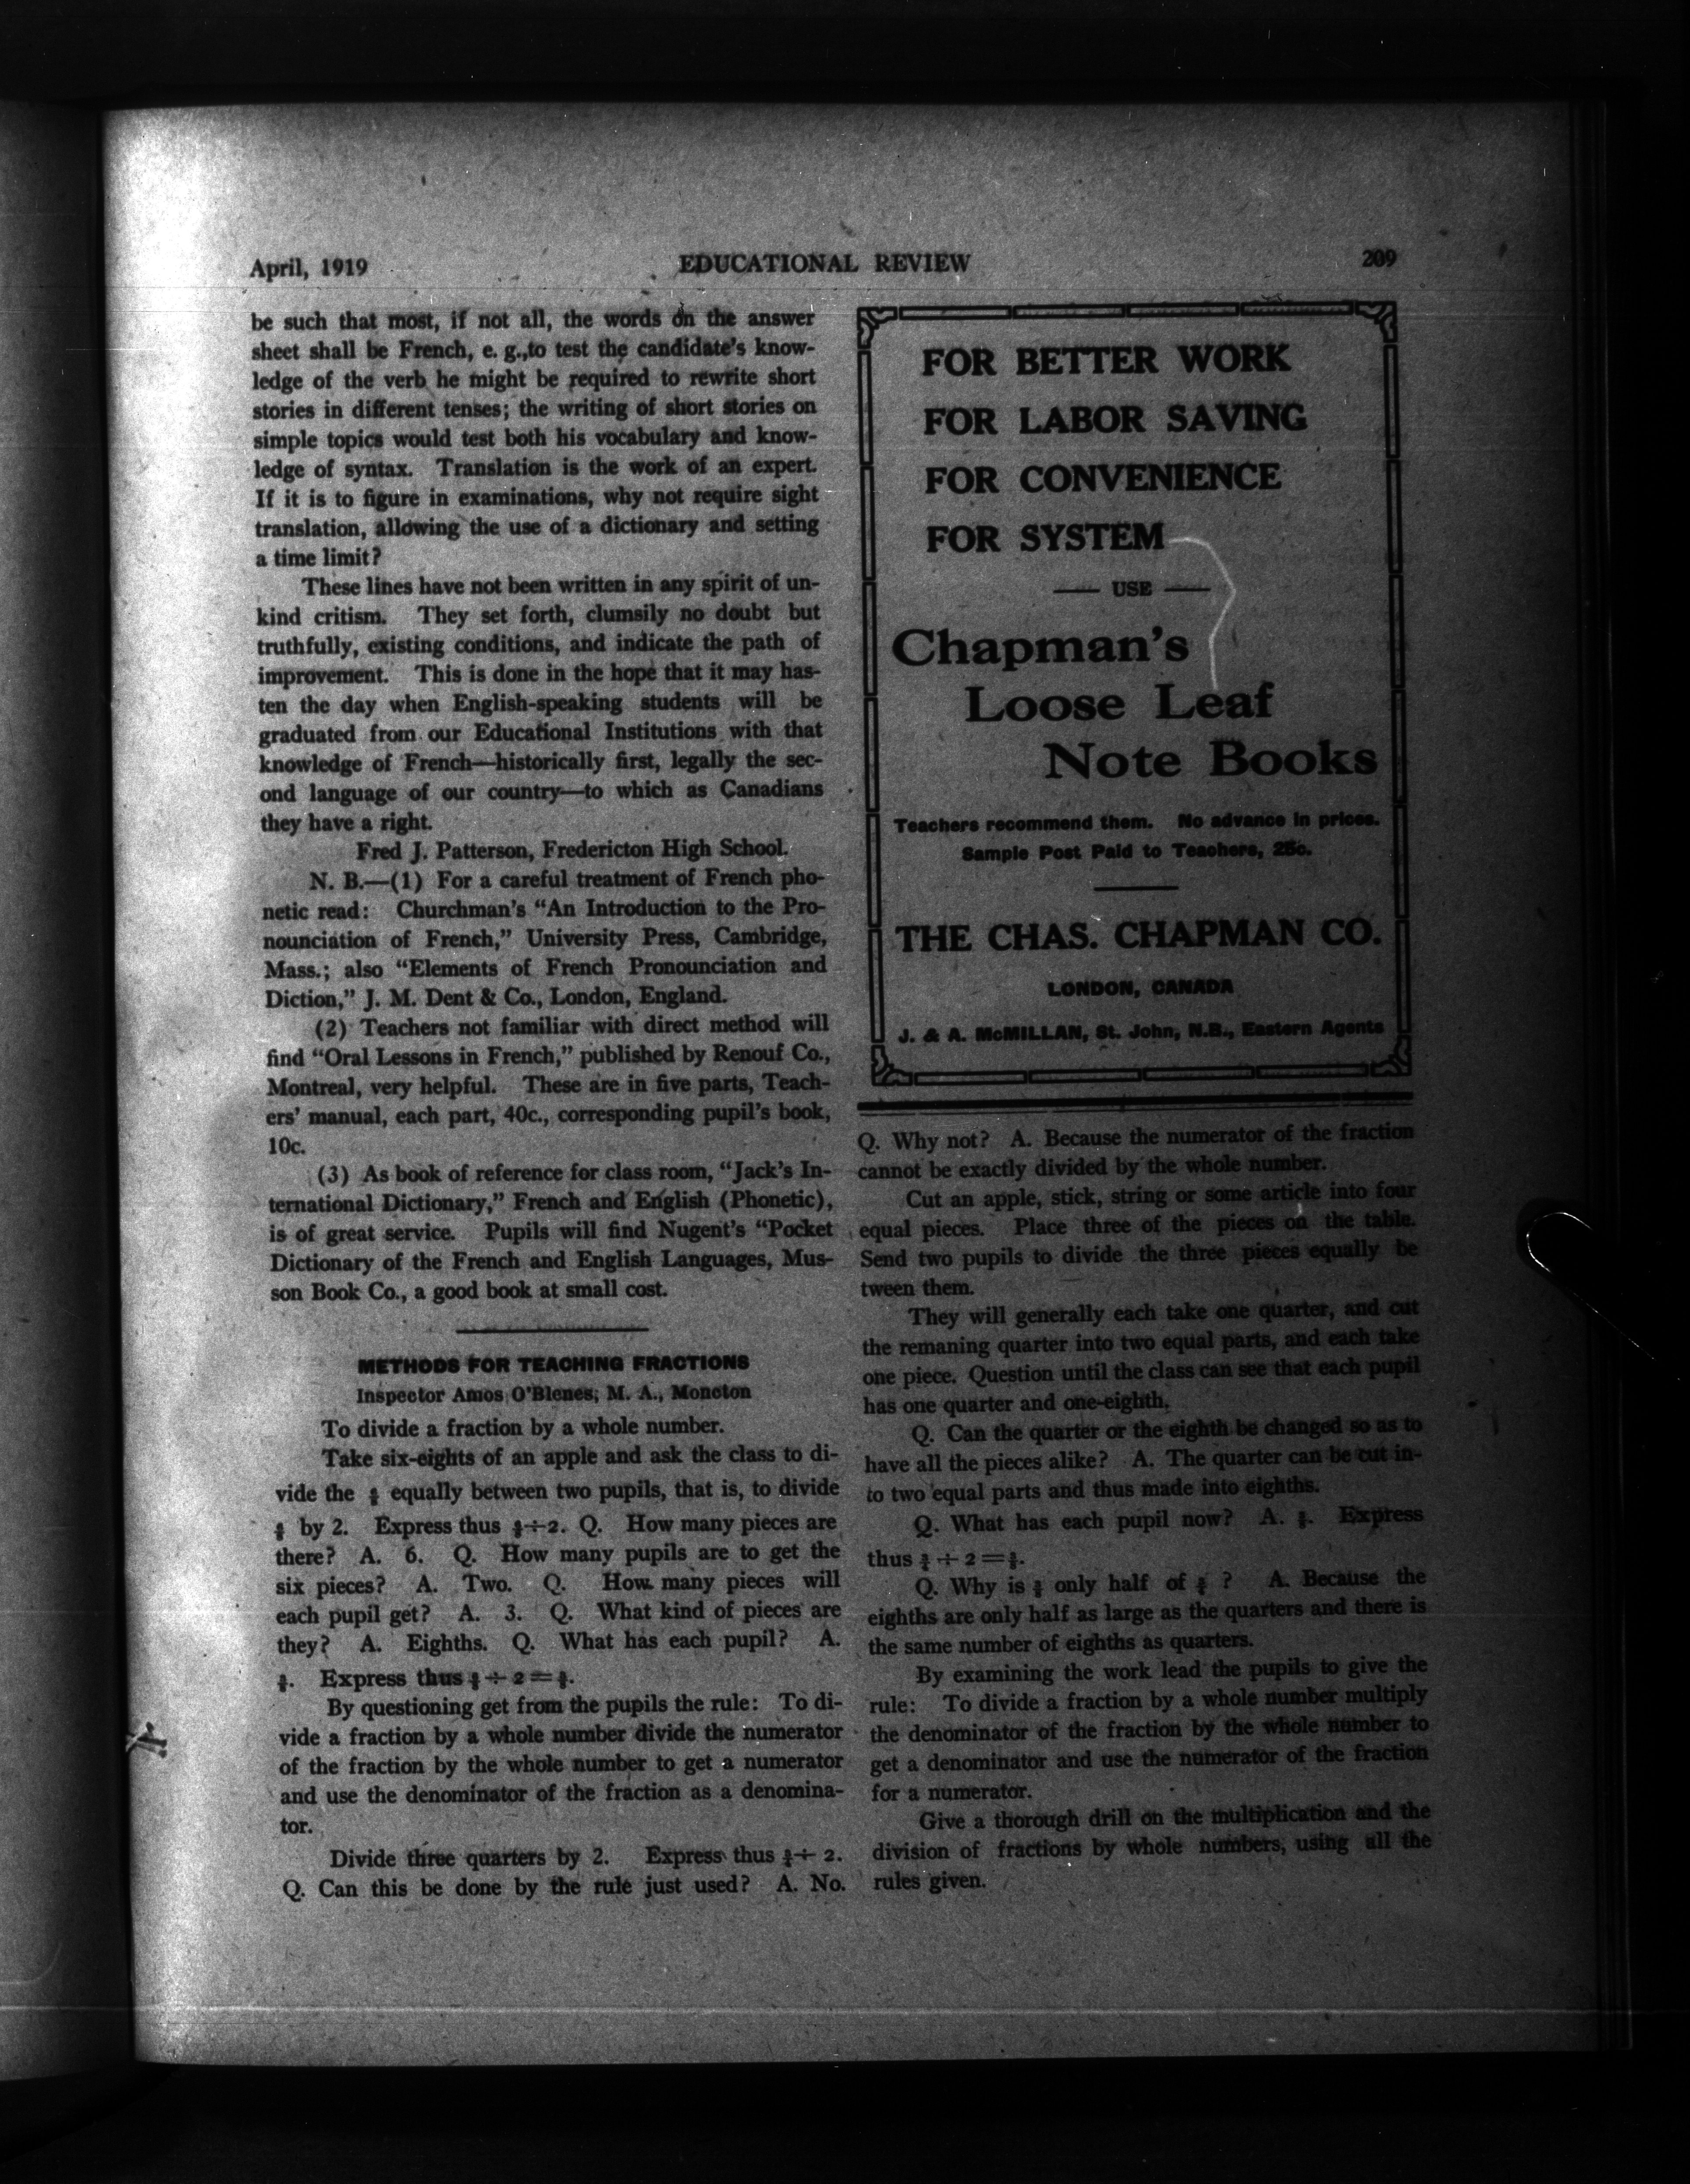 April, 1919 EDUCATIONAL REVIEW 209
be such that most, if not all, the words on the answer
sheet shall be French, e. g.,to test the candidate's know-
ledge of the verb he might be required to rewrite short
stories in different tenses; the writing of short stories on
simple topics would test both his vocabulary and know-
ledge of syntax. Translation is the work of an expert.
If it is to figure in examinations, why not require sight
translation, allowing the use of a dictionary and setting
a time limit?
These lines have not been written in any spirit of un-
kind critism. They set forth, clumsily no doubt but
truthfully, existing conditions, and indicate the path of
improvement. This is done in the hope that it may has-
ten the day when English-speaking students will be
graduated from our Educational Institutions with that
knowledge of French—historically first, legally the sec-
ond language of our country—to which as Canadians
they have a right.
Fred J. Patterson, Fredericton High School.
N. B.—(1) For a careful treatment of French pho-
netic read: Churchman's "An Introduction to the Pro-
nounciation of French," University Press, Cambridge,
Mass.; also "Elements of French Pronounciation and
Diction," J. M. Dent & Co., London, England.
(2) Teachers not familiar with direct method will
find "Oral Lessons in French," published by Renouf Co.,
Montreal, very helpful. These are in five parts, Teach-
ers' manual, each part, 40c., corresponding pupil's book,
10c.
(3) As book of reference for class room, "Jack's In-
ternational Dictionary," French and English (Phonetic),
is of great service. Pupils will find Nugent's "Pocket
Dictionary of the French and English Languages, Mus-
son Book Co., a good book at small cost.
METHODS FOR TEACHING FRACTIONS
Inspector Amos O'Blenes, M. A., Moncton
To divide a fraction by a whole number.
Take six-eights of an apple and ask the class to di-
vide the 6/8 equally between two pupils, that is, to divide
6/8 by 2. Express thus 6/8÷2. Q. How many pieces are
there? A. 6. Q. How many pupils are to get the
six pieces? A. Two. Q. How many pieces will
each pupil get? A. 3. Q. What kind of pieces are
they? A. Eighths. Q. What has each pupil? A.
3/8. Express thus 6/8 ÷ 2 = 3/8.
By questioning get from the pupils the rule: To di-
vide a fraction by a whole number divide the numerator
of the fraction by the whole number to get a numerator
and use the denominator of the fraction as a denomina-
tor.
Divide three quarters by 2. Express thus 3/4÷ 2.
Q. Can this be done by the rule just used? A. No.
FOR BETTER WORK
FOR LABOR SAVING
FOR CONVENIENCE
FOR SYSTEM
— USE —
Chapman's
Loose Leaf
Note Books
Teachers recommend them. No advance in prices.
Sample Post Paid to Teachers, 25c.
THE CHAS. CHAPMAN CO.
LONDON, CANADA
J. & A. McMILLAN, St. John, N.B., Eastern Agents
Q. Why not? A. Because the numerator of the fraction
cannot be exactly divided by the whole number.
Cut an apple, stick, string or some article into four
equal pieces. Place three of the pieces on the table.
Send two pupils to divide the three pieces equally be
tween them.
They will generally each take one quarter, and cut
the remaning quarter into two equal parts, and each take
one piece. Question until the class can see that each pupil
has one quarter and one-eighth.
Q. Can the quarter or the eighth be changed so as to
have all the pieces alike? A. The quarter can be cut in-
to two equal parts and thus made into eighths.
Q. What has each pupil now? A. 3/8. Express
thus 3/4 ÷ 2 = 3/8.
Q. Why is 3/8 only half of 3/4 ? A. Because the
eighths are only half as large as the quarters and there is
the same number of eighths as quarters.
By examining the work lead the pupils to give the
rule: To divide a fraction by a whole number multiply
the denominator of the fraction by the whole number to
get a denominator and use the numerator of the fraction
for a numerator.
Give a thorough drill on the multiplication and the
division of fractions by whole numbers, using all the
rules given.